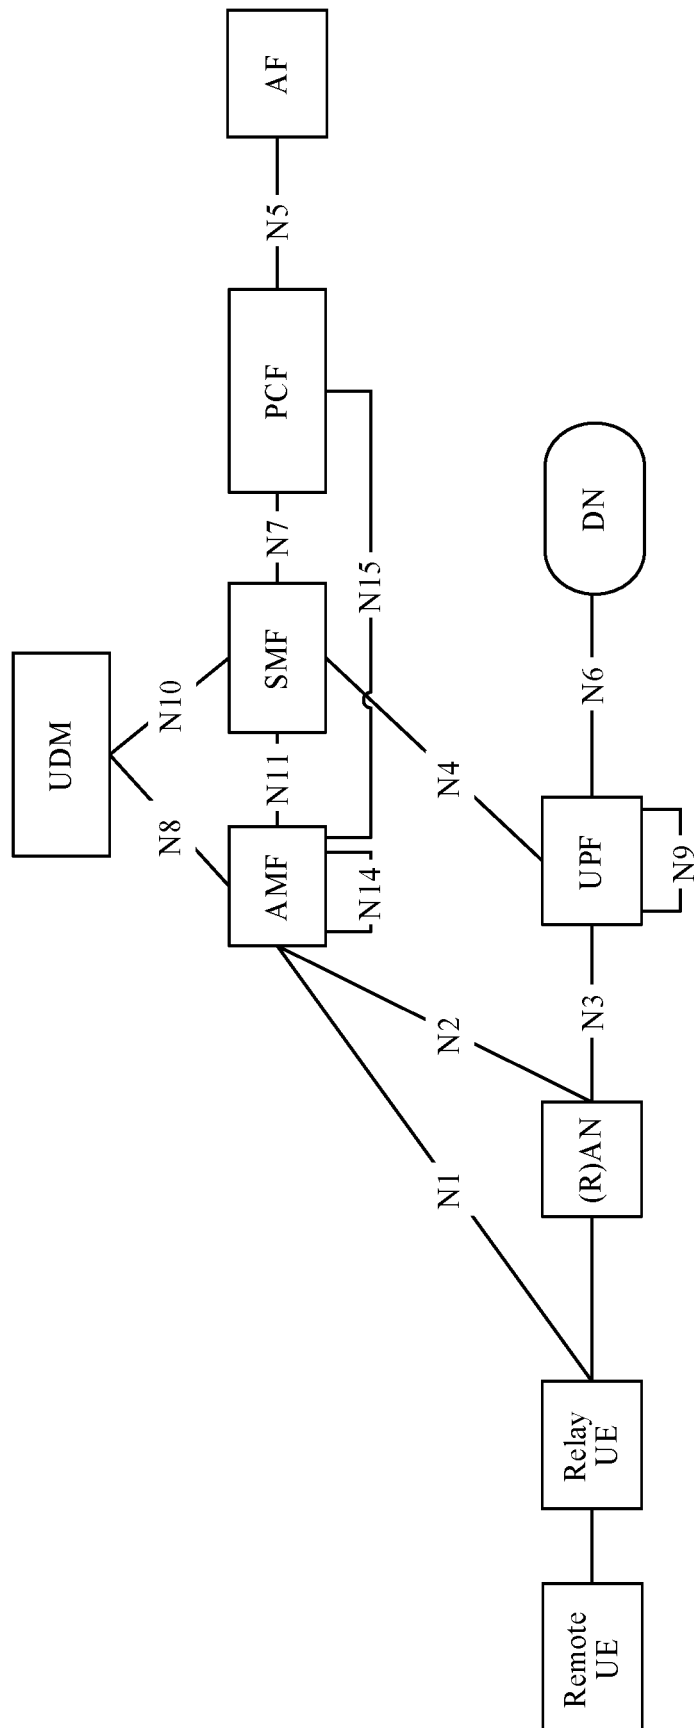 UDM
N8
N10
AMF
N11
SMF
N7
PCF
N5
AF
N14
N15
N1
N2
N4
Remote
UE
Relay
UE
(R)AN
N3
UPF
N6
DN
N9